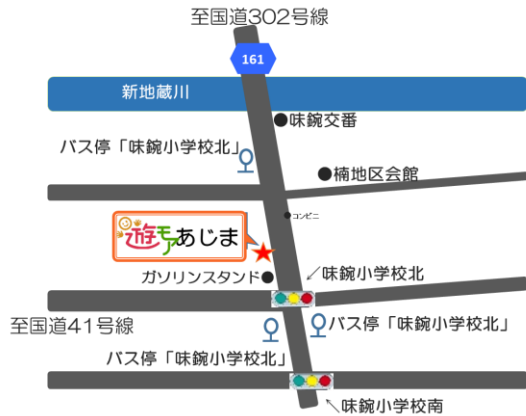 至国道302号線
161
新地蔵川
味鋺交番
バス停「味鋺小学校北」
楠地区会館
コンビニ
遊モアあじま
ガソリンスタンド
味鋺小学校北
至国道41号線
バス停「味鋺小学校北」
バス停「味鋺小学校北」
味鋺小学校南